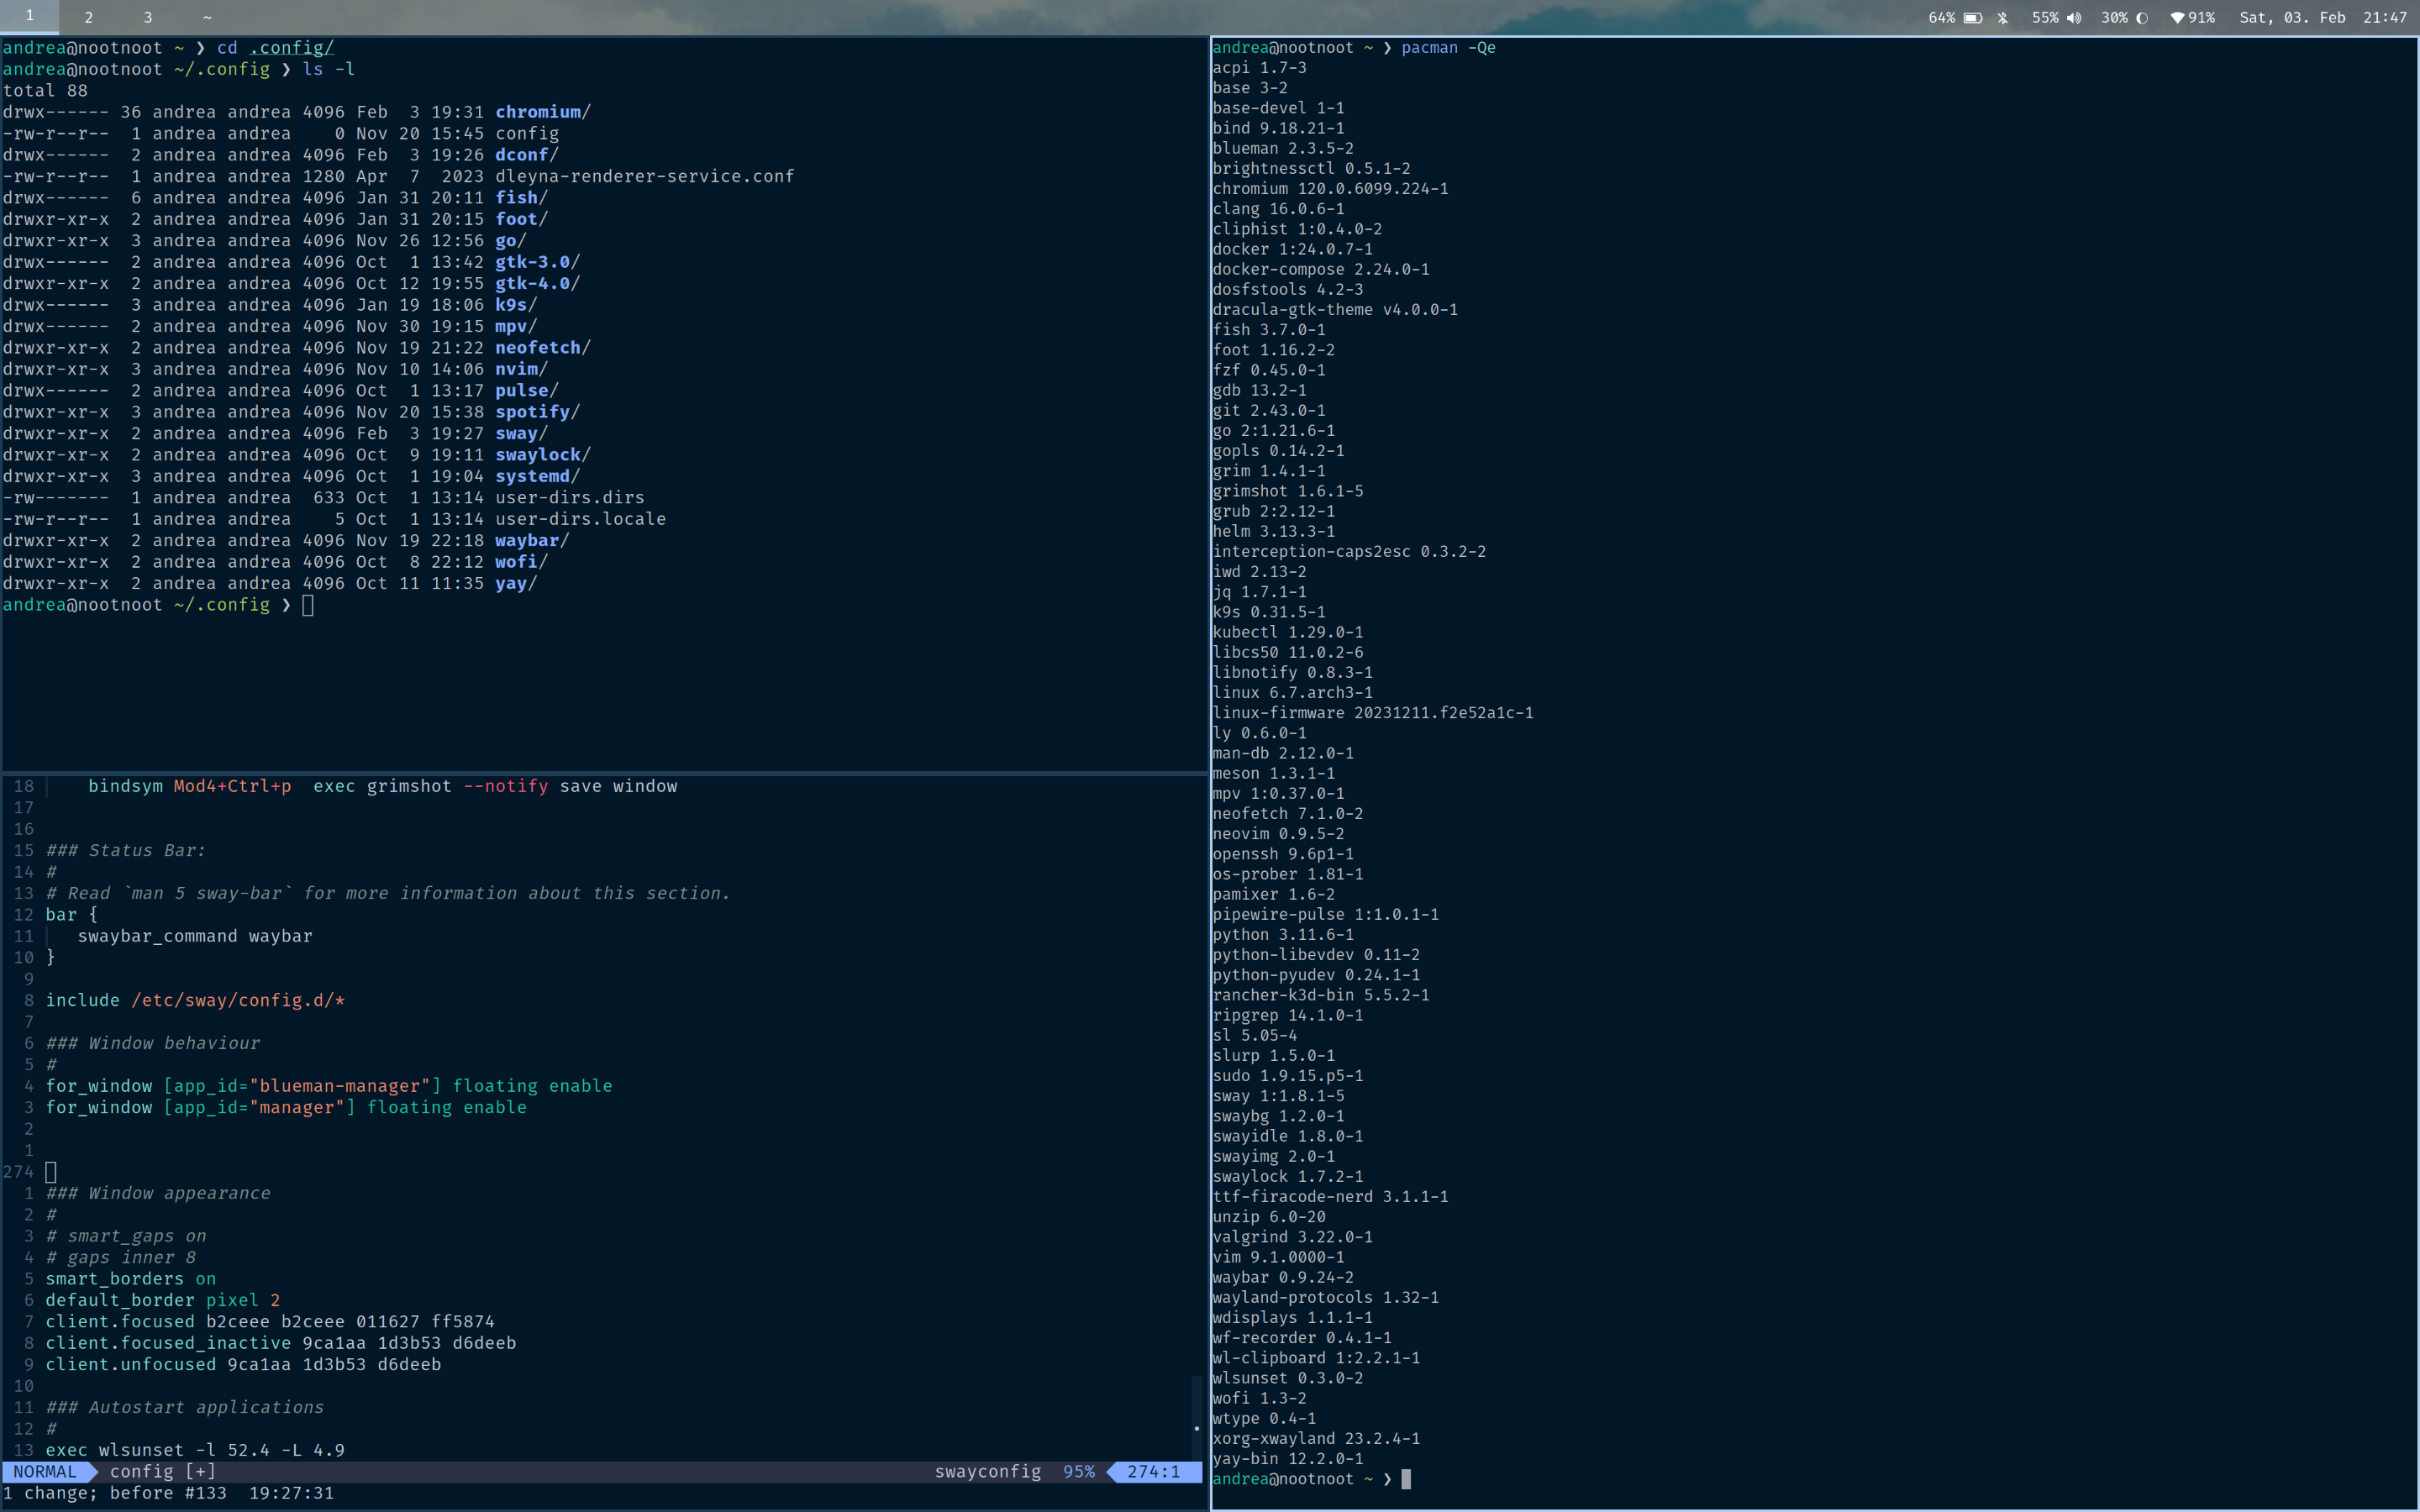 1 2 3 ~ 64% 55% 30% 91% Sat, 03. Feb 21:47
andrea@nootnoot ~ ❯ cd .config/
andrea@nootnoot ~/.config ❯ ls -l
total 88
drwx------ 36 andrea andrea 4096 Feb  3 19:31 chromium/
-rw-r--r--  1 andrea andrea    0 Nov 20 15:45 config
drwx------  2 andrea andrea 4096 Feb  3 19:26 dconf/
-rw-r--r--  1 andrea andrea 1280 Apr  7  2023 dleyna-renderer-service.conf
drwx------  6 andrea andrea 4096 Jan 31 20:11 fish/
drwxr-xr-x  2 andrea andrea 4096 Jan 31 20:15 foot/
drwxr-xr-x  3 andrea andrea 4096 Nov 26 12:56 go/
drwx------  2 andrea andrea 4096 Oct  1 13:42 gtk-3.0/
drwxr-xr-x  2 andrea andrea 4096 Oct 12 19:55 gtk-4.0/
drwx------  3 andrea andrea 4096 Jan 19 18:06 k9s/
drwx------  2 andrea andrea 4096 Nov 30 19:15 mpv/
drwxr-xr-x  2 andrea andrea 4096 Nov 19 21:22 neofetch/
drwxr-xr-x  3 andrea andrea 4096 Nov 10 14:06 nvim/
drwx------  2 andrea andrea 4096 Oct  1 13:17 pulse/
drwxr-xr-x  3 andrea andrea 4096 Nov 20 15:38 spotify/
drwxr-xr-x  2 andrea andrea 4096 Feb  3 19:27 sway/
drwxr-xr-x  2 andrea andrea 4096 Oct  9 19:11 swaylock/
drwxr-xr-x  3 andrea andrea 4096 Oct  1 19:04 systemd/
-rw-------  1 andrea andrea  633 Oct  1 13:14 user-dirs.dirs
-rw-r--r--  1 andrea andrea    5 Oct  1 13:14 user-dirs.locale
drwxr-xr-x  2 andrea andrea 4096 Nov 19 22:18 waybar/
drwxr-xr-x  2 andrea andrea 4096 Oct  8 22:12 wofi/
drwxr-xr-x  2 andrea andrea 4096 Oct 11 11:35 yay/
andrea@nootnoot ~/.config ❯
18     bindsym Mod4+Ctrl+p  exec grimshot --notify save window
17
16
15 ### Status Bar:
14 #
13 # Read `man 5 sway-bar` for more information about this section.
12 bar {
11    swaybar_command waybar
10 }
9
8 include /etc/sway/config.d/*
7
6 ### Window behaviour
5 #
4 for_window [app_id="blueman-manager"] floating enable
3 for_window [app_id="manager"] floating enable
2
1
274
1 ### Window appearance
2 #
3 # smart_gaps on
4 # gaps inner 8
5 smart_borders on
6 default_border pixel 2
7 client.focused b2ceee b2ceee 011627 ff5874
8 client.focused_inactive 9ca1aa 1d3b53 d6deeb
9 client.unfocused 9ca1aa 1d3b53 d6deeb
10
11 ### Autostart applications
12 #
13 exec wlsunset -l 52.4 -L 4.9
NORMAL config [+] swayconfig 95% 274:1
1 change; before #133  19:27:31
andrea@nootnoot ~ ❯ pacman -Qe
acpi 1.7-3
base 3-2
base-devel 1-1
bind 9.18.21-1
blueman 2.3.5-2
brightnessctl 0.5.1-2
chromium 120.0.6099.224-1
clang 16.0.6-1
cliphist 1:0.4.0-2
docker 1:24.0.7-1
docker-compose 2.24.0-1
dosfstools 4.2-3
dracula-gtk-theme v4.0.0-1
fish 3.7.0-1
foot 1.16.2-2
fzf 0.45.0-1
gdb 13.2-1
git 2.43.0-1
go 2:1.21.6-1
gopls 0.14.2-1
grim 1.4.1-1
grimshot 1.6.1-5
grub 2:2.12-1
helm 3.13.3-1
interception-caps2esc 0.3.2-2
iwd 2.13-2
jq 1.7.1-1
k9s 0.31.5-1
kubectl 1.29.0-1
libcs50 11.0.2-6
libnotify 0.8.3-1
linux 6.7.arch3-1
linux-firmware 20231211.f2e52a1c-1
ly 0.6.0-1
man-db 2.12.0-1
meson 1.3.1-1
mpv 1:0.37.0-1
neofetch 7.1.0-2
neovim 0.9.5-2
openssh 9.6p1-1
os-prober 1.81-1
pamixer 1.6-2
pipewire-pulse 1:1.0.1-1
python 3.11.6-1
python-libevdev 0.11-2
python-pyudev 0.24.1-1
rancher-k3d-bin 5.5.2-1
ripgrep 14.1.0-1
sl 5.05-4
slurp 1.5.0-1
sudo 1.9.15.p5-1
sway 1:1.8.1-5
swaybg 1.2.0-1
swayidle 1.8.0-1
swayimg 2.0-1
swaylock 1.7.2-1
ttf-firacode-nerd 3.1.1-1
unzip 6.0-20
valgrind 3.22.0-1
vim 9.1.0000-1
waybar 0.9.24-2
wayland-protocols 1.32-1
wdisplays 1.1.1-1
wf-recorder 0.4.1-1
wl-clipboard 1:2.2.1-1
wlsunset 0.3.0-2
wofi 1.3-2
wtype 0.4-1
xorg-xwayland 23.2.4-1
yay-bin 12.2.0-1
andrea@nootnoot ~ ❯